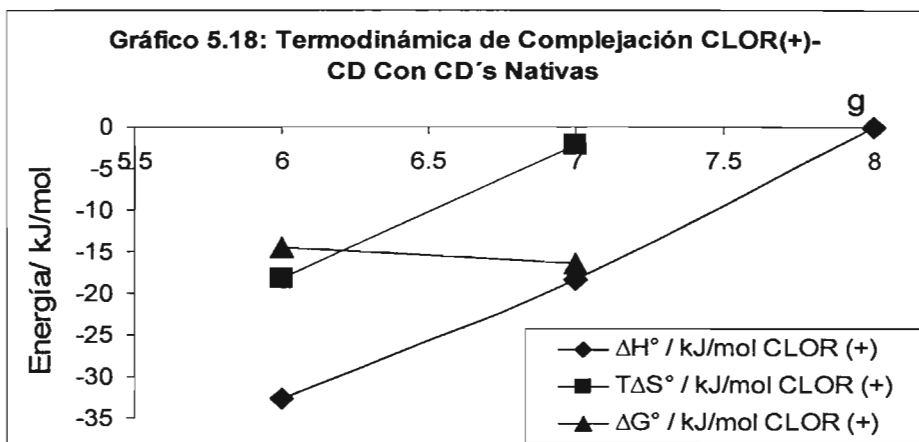 Gráfico 5.18: Termodinámica de Complejación CLOR(+)-
CD Con CD´s Nativas
g
0
5.5 6 6.5 7 7.5 8
-5
-10
-15
-20
-25
-30
-35
Energía/ kJ/mol
ΔH° / kJ/mol CLOR (+)
TΔS° / kJ/mol CLOR (+)
ΔG° / kJ/mol CLOR (+)